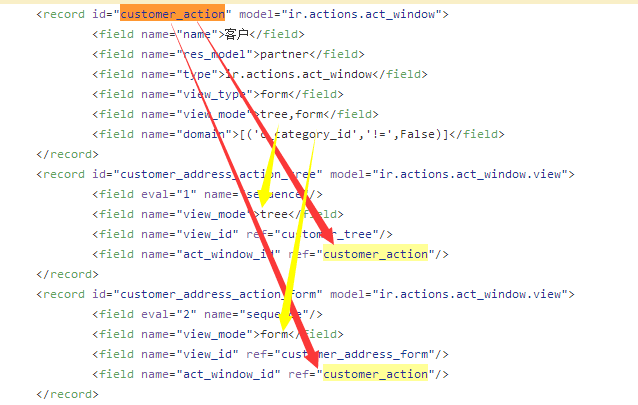 <record id="customer_action" model="ir.actions.act_window">
<field name="name">客户</field>
<field name="res_model">partner</field>
<field name="type">ir.actions.act_window</field>
<field name="view_type">form</field>
<field name="view_mode">tree,form</field>
<field name="domain">[('c_category_id','!=',False)]</field>
</record>
<record id="customer_address_action_tree" model="ir.actions.act_window.view">
<field eval="1" name="sequence"/>
<field name="view_mode">tree</field>
<field name="view_id" ref="customer_tree"/>
<field name="act_window_id" ref="customer_action"/>
</record>
<record id="customer_address_action_form" model="ir.actions.act_window.view">
<field eval="2" name="sequence"/>
<field name="view_mode">form</field>
<field name="view_id" ref="customer_address_form"/>
<field name="act_window_id" ref="customer_action"/>
</record>